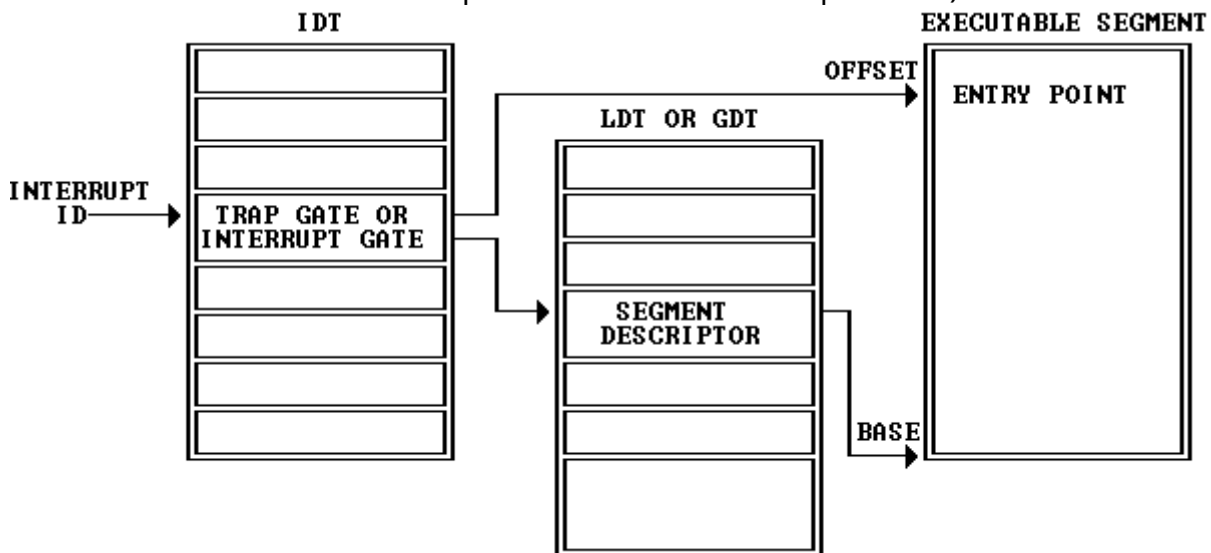 IDT
EXECUTABLE SEGMENT
OFFSET
ENTRY POINT
LDT OR GDT
INTERRUPT
ID
TRAP GATE OR
INTERRUPT GATE
SEGMENT
DESCRIPTOR
BASE